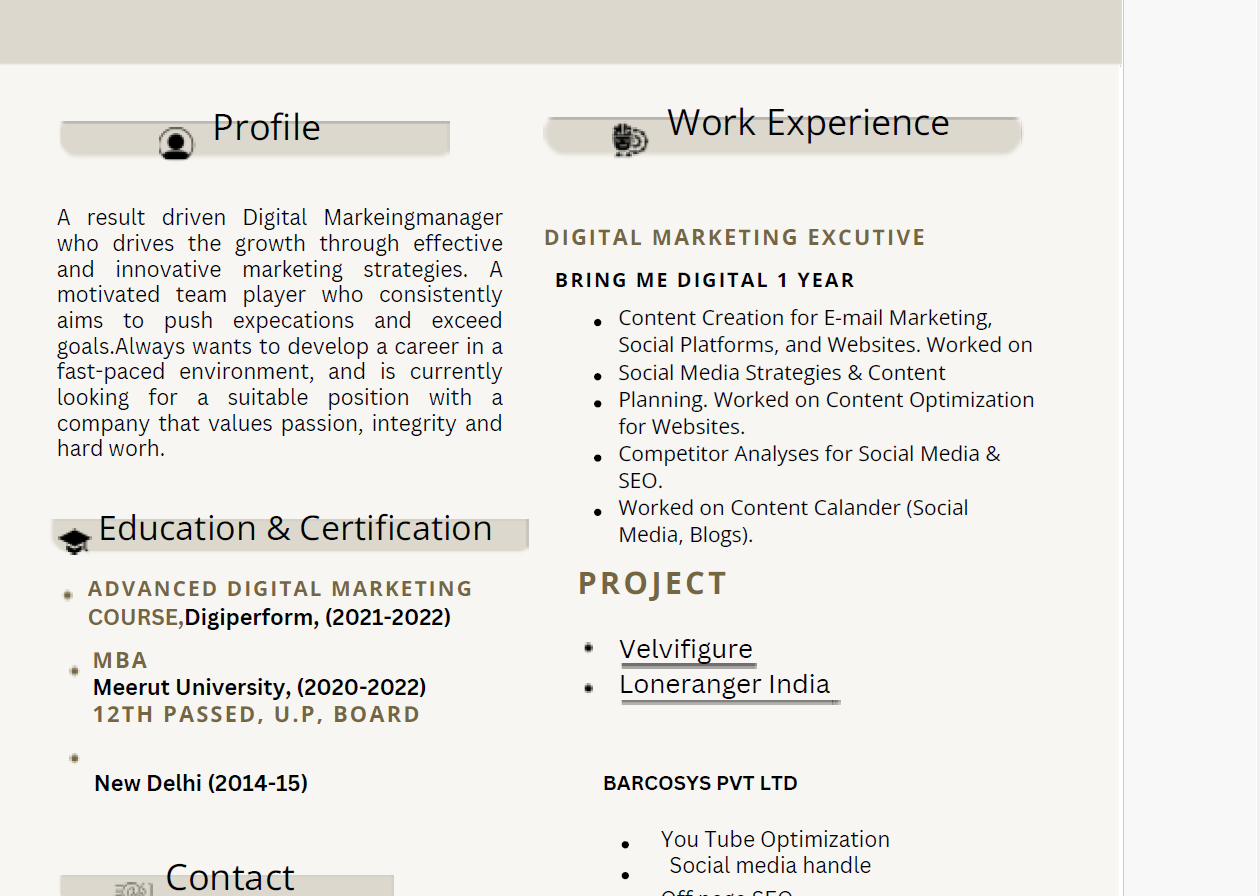 Profile
A result driven Digital Markeingmanager
who drives the growth through effective
and innovative marketing strategies. A
motivated team player who consistently
aims to push expecations and exceed
goals.Always wants to develop a career in a
fast-paced environment, and is currently
looking for a suitable position with a
company that values passion, integrity and
hard worh.
Education & Certification
ADVANCED DIGITAL MARKETING
COURSE,Digiperform, (2021-2022)
MBA
Meerut University, (2020-2022)
12TH PASSED, U.P, BOARD
New Delhi (2014-15)
Contact
Work Experience
DIGITAL MARKETING EXCUTIVE
BRING ME DIGITAL 1 YEAR
Content Creation for E-mail Marketing,
Social Platforms, and Websites. Worked on
Social Media Strategies & Content
Planning. Worked on Content Optimization
for Websites.
Competitor Analyses for Social Media &
SEO.
Worked on Content Calander (Social
Media, Blogs).
PROJECT
Velvifigure
Loneranger India
BARCOSYS PVT LTD
You Tube Optimization
Social media handle
Off page SEO